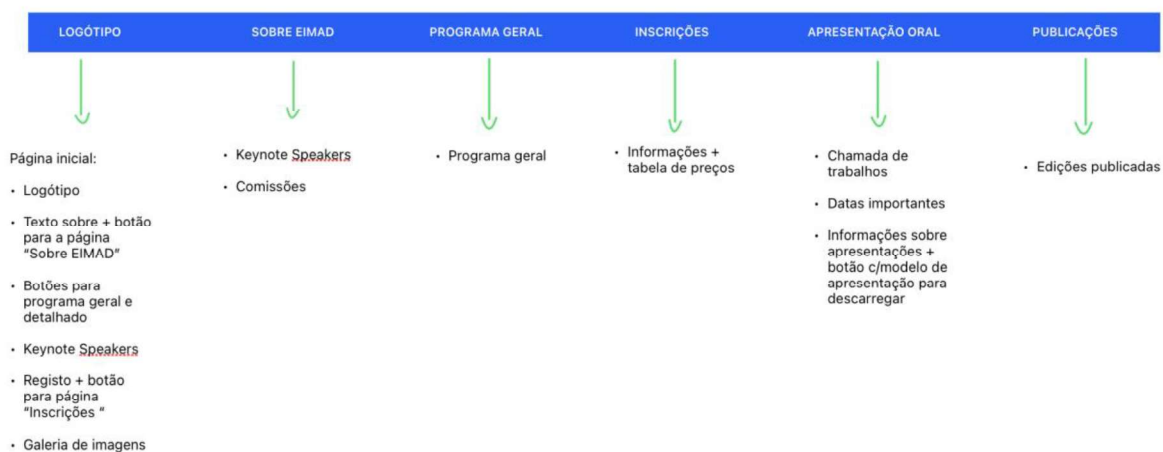 LOGÓTIPO
SOBRE EIMAD
PROGRAMA GERAL
INSCRIÇÕES
APRESENTAÇÃO ORAL
PUBLICAÇÕES
Página inicial:
• Logótipo
• Texto sobre + botão
para a página
“Sobre EIMAD”
• Botões para
programa geral e
detalhado
• Keynote Speakers
• Registo + botão
para página
“Inscrições “
• Galeria de imagens
• Keynote Speakers
• Comissões
• Programa geral
• Informações +
tabela de preços
• Chamada de
trabalhos
• Datas importantes
• Informações sobre
apresentações +
botão c/modelo de
apresentação para
descarregar
• Edições publicadas